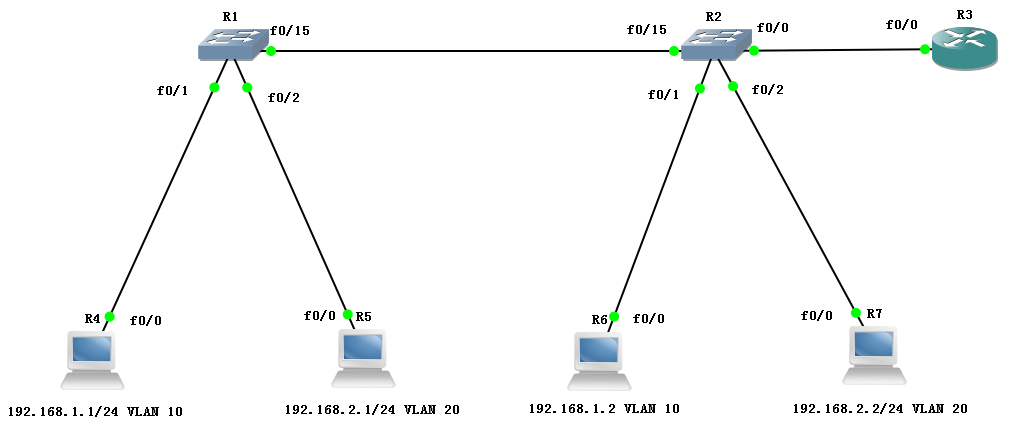 R1
R2
R3
f0/15
f0/15
f0/0
f0/0
f0/1
f0/2
f0/1
f0/2
R4
f0/0
f0/0
R5
R6
f0/0
f0/0
R7
192.168.1.1/24 VLAN 10
192.168.2.1/24 VLAN 20
192.168.1.2 VLAN 10
192.168.2.2/24 VLAN 20